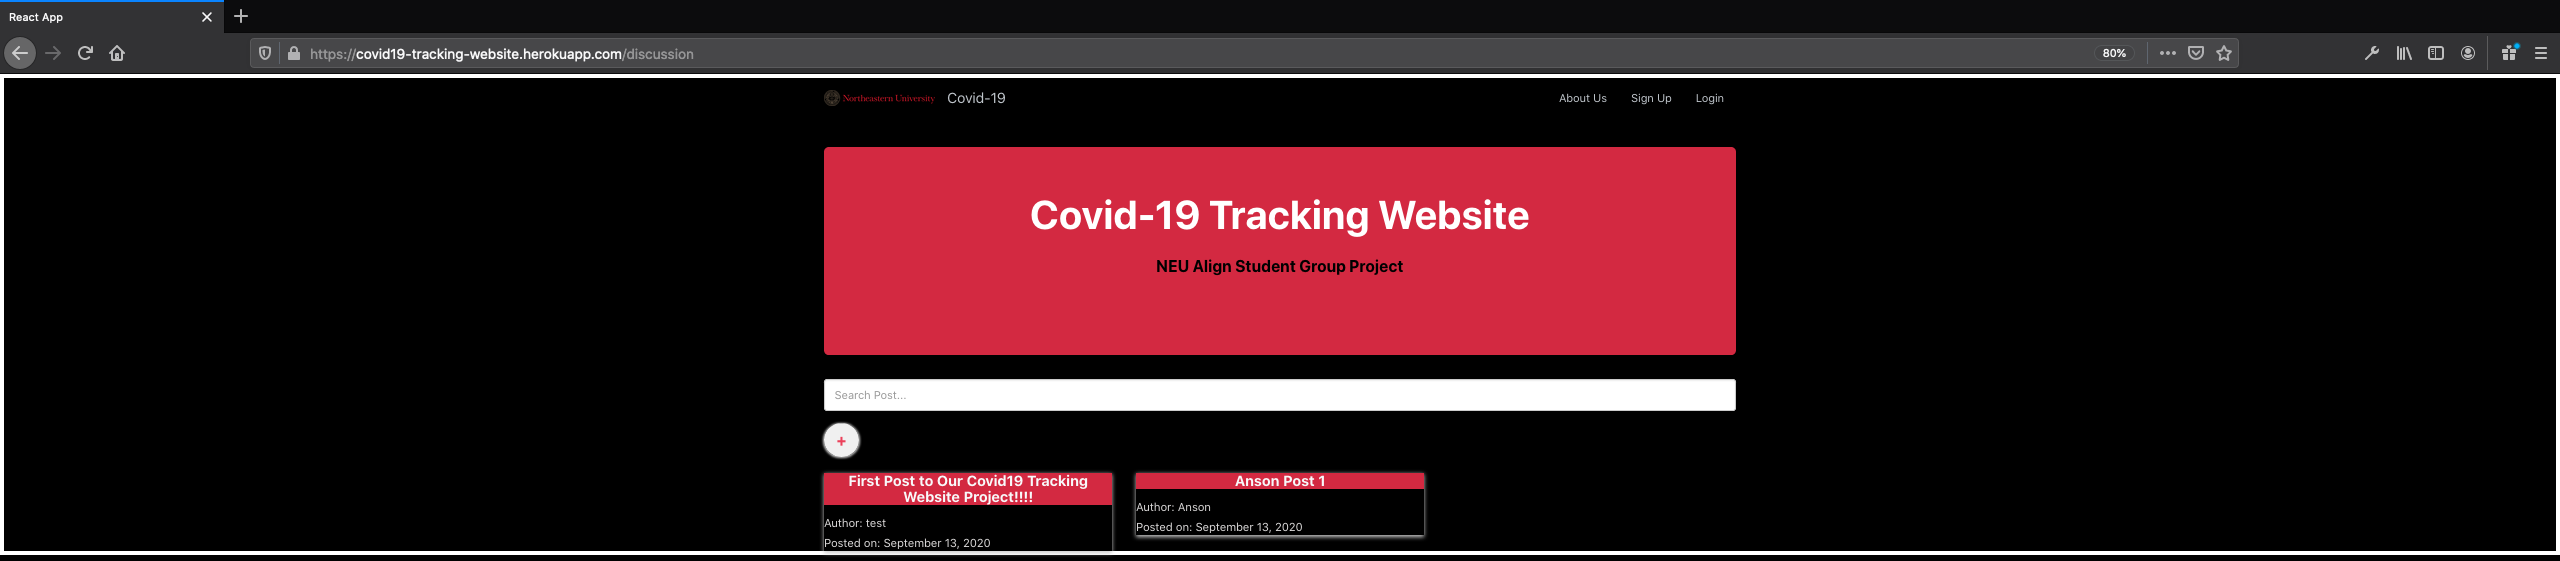 React App
https://covid19-tracking-website.herokuapp.com/discussion
80%
Northeastern University
Covid-19
About Us
Sign Up
Login
Covid-19 Tracking Website
NEU Align Student Group Project
Search Post...
+
First Post to Our Covid19 Tracking
Website Project!!!!
Author: test
Posted on: September 13, 2020
Anson Post 1
Author: Anson
Posted on: September 13, 2020